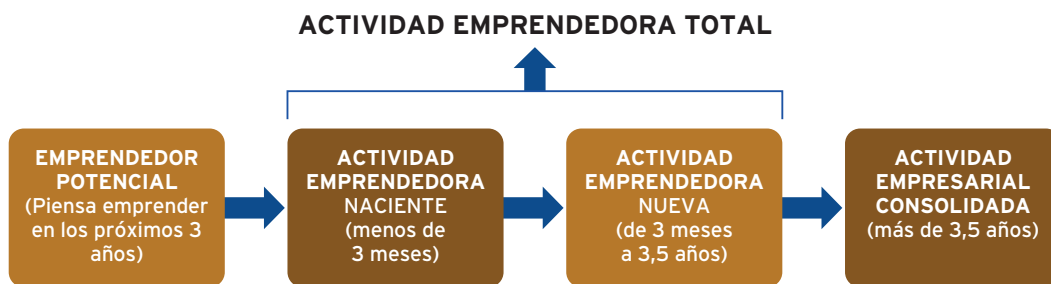 ACTIVIDAD EMPRENDEDORA TOTAL
EMPRENDEDOR
POTENCIAL
(Piensa emprender
en los próximos 3
años)
ACTIVIDAD
EMPRENDEDORA
NACIENTE
(menos de
3 meses)
ACTIVIDAD
EMPRENDEDORA
NUEVA
(de 3 meses
a 3,5 años)
ACTIVIDAD
EMPRESARIAL
CONSOLIDADA
(más de 3,5 años)